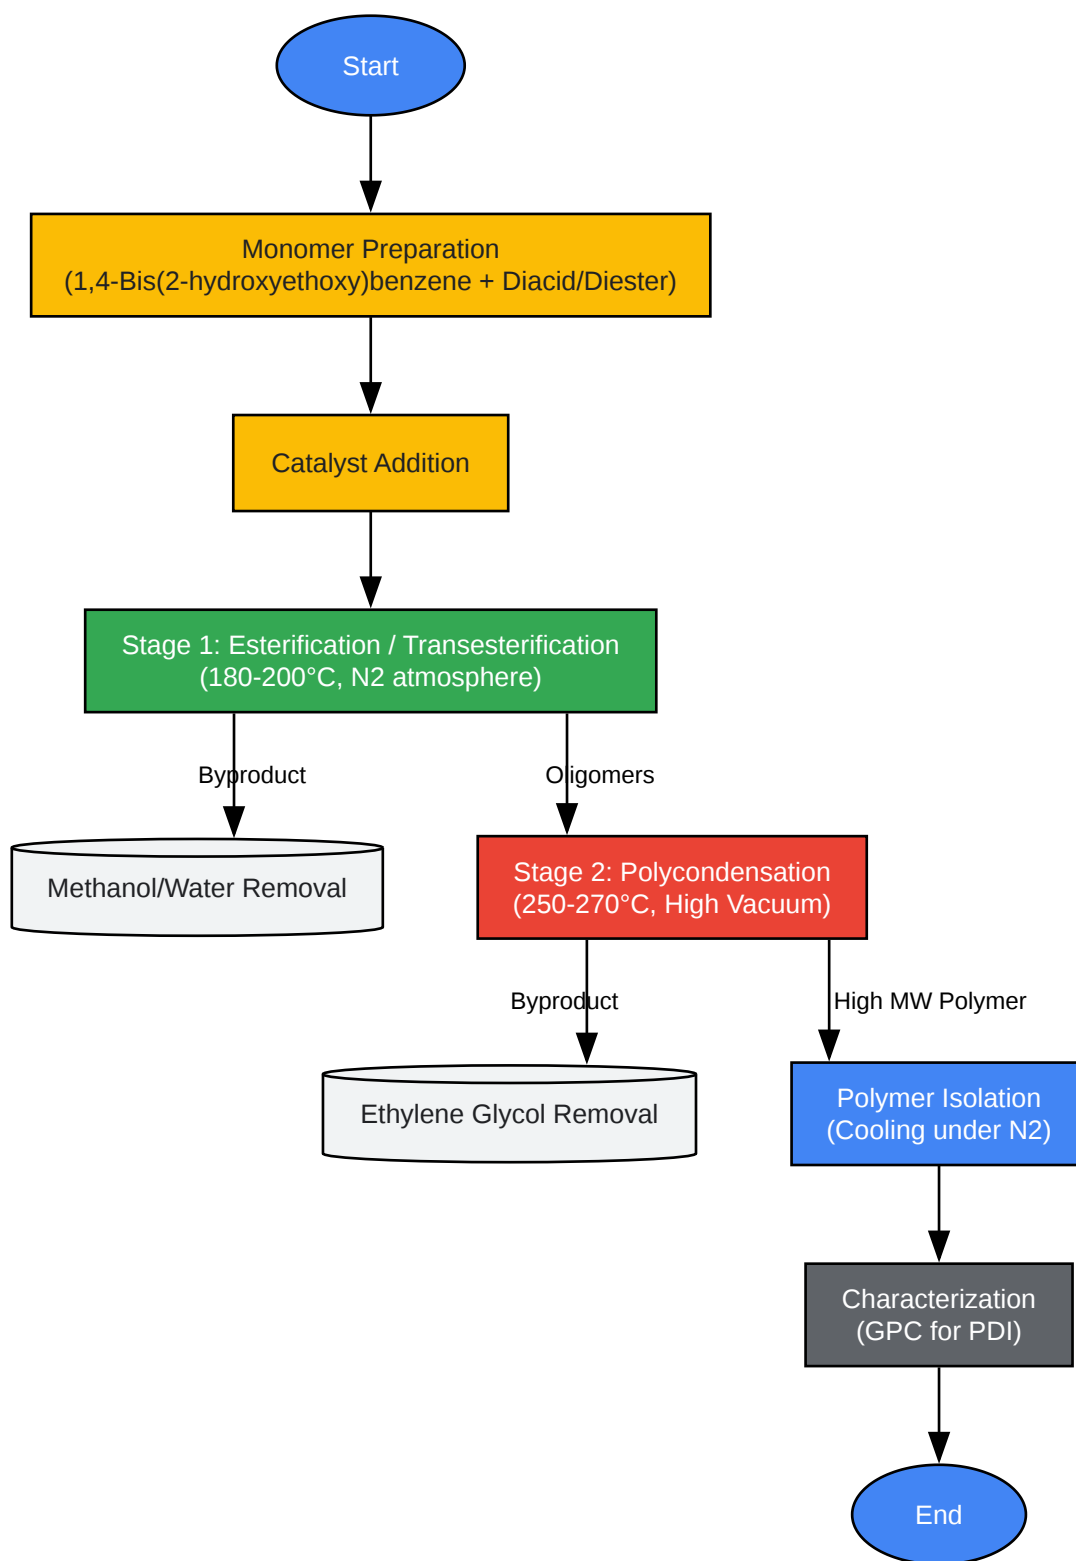 Start
Monomer Preparation
(1,4-Bis(2-hydroxyethoxy)benzene + Diacid/Diester)
Catalyst Addition
Stage 1: Esterification / Transesterification
(180-200°C, N2 atmosphere)
Byproduct
Oligomers
Methanol/Water Removal
Stage 2: Polycondensation
(250-270°C, High Vacuum)
Byproduct
High MW Polymer
Ethylene Glycol Removal
Polymer Isolation
(Cooling under N2)
Characterization
(GPC for PDI)
End